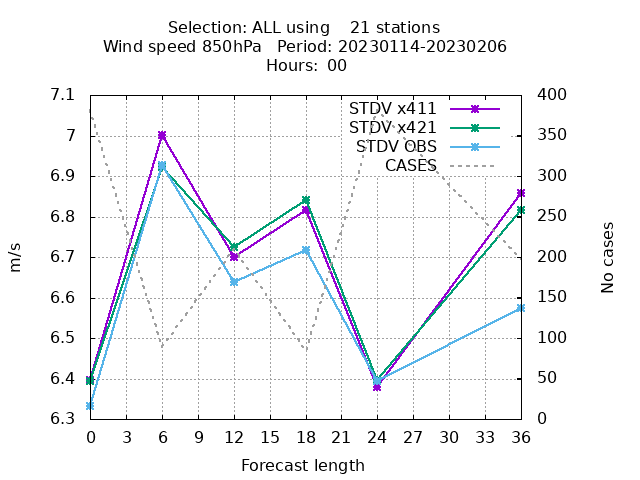 Selection: ALL using    21 stations
Wind speed 850hPa   Period: 20230114-20230206
Hours:  00
7.1
7
6.9
6.8
6.7
6.6
6.5
6.4
6.3
m/s
STDV x411
STDV x421
STDV OBS
CASES
400
350
300
250
200
150
100
50
0
No cases
0 3 6 9 12 15 18 21 24 27 30 33 36
Forecast length